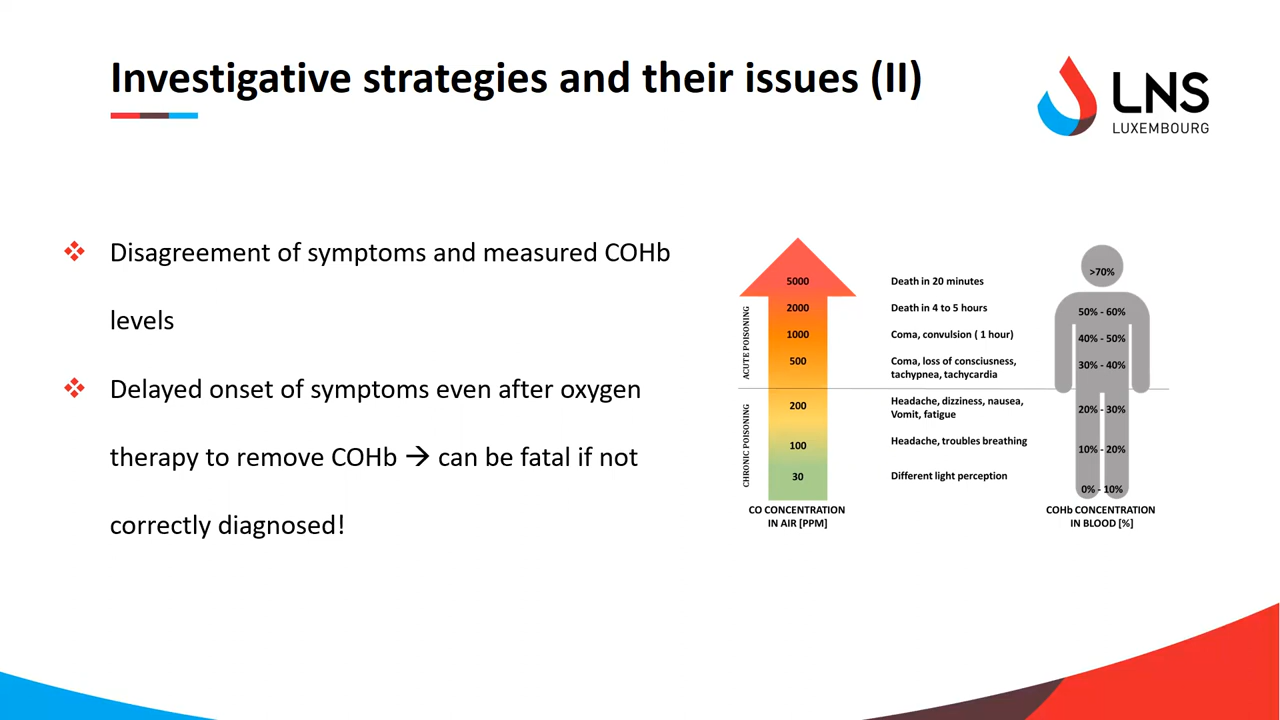 Investigative strategies and their issues (II)
LNS
LUXEMBOURG
❖ Disagreement of symptoms and measured COHb
levels
❖ Delayed onset of symptoms even after oxygen
therapy to remove COHb → can be fatal if not
correctly diagnosed!
ACUTE POISONING
CHRONIC POISONING
5000
2000
1000
500
200
100
30
CO CONCENTRATION
IN AIR [PPM]
Death in 20 minutes
Death in 4 to 5 hours
Coma, convulsion ( 1 hour)
Coma, loss of consciusness,
tachypnea, tachycardia
Headache, dizziness, nausea,
Vomit, fatigue
Headache, troubles breathing
Different light perception
>70%
50% - 60%
40% - 50%
30% - 40%
20% - 30%
10% - 20%
0% - 10%
COHb CONCENTRATION
IN BLOOD [%]